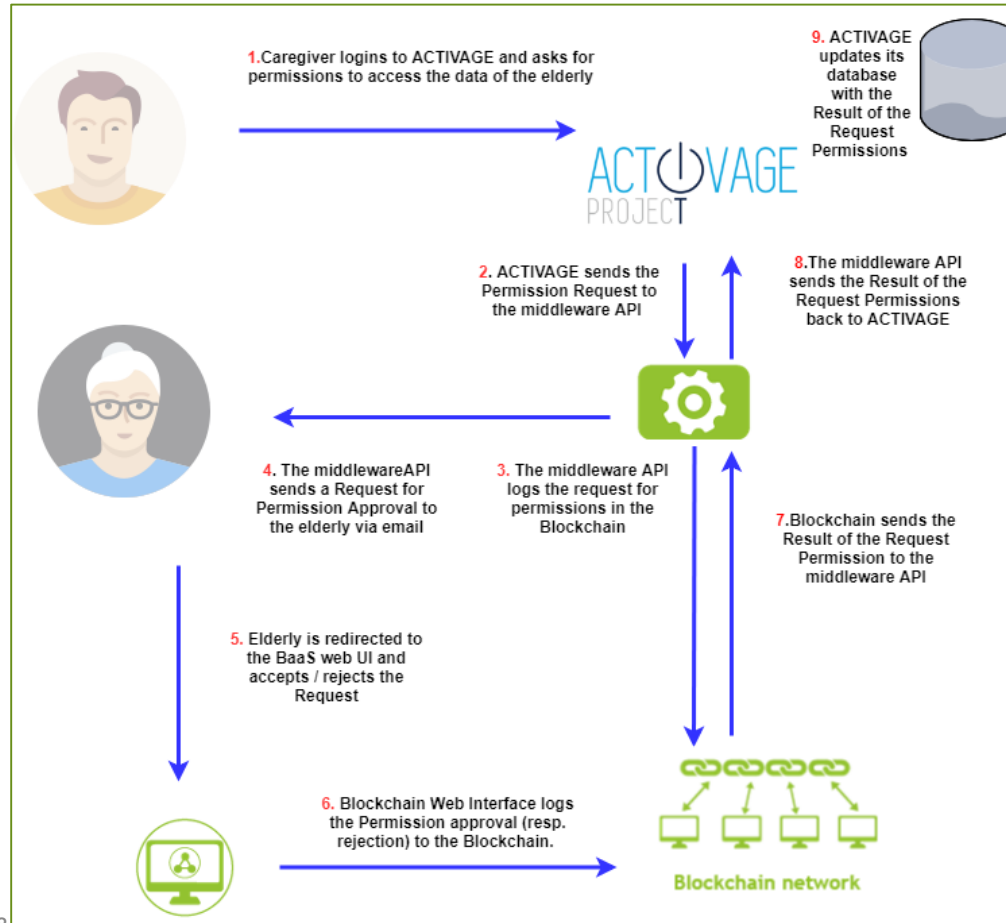 1.Caregiver logins to ACTIVAGE and asks for
permissions to access the data of the elderly
9. ACTIVAGE
updates its
database
with the
Result of the
Request
Permissions
ACTIVAGE
PROJECT
2. ACTIVAGE sends the
Permission Request to
the middleware API
8.The middleware API
sends the Result of the
Request Permissions
back to ACTIVAGE
4. The middlewareAPI
sends a Request for
Permission Approval to
the elderly via email
3. The middleware API
logs the request for
permissions in the
Blockchain
7.Blockchain sends the
Result of the Request
Permission to the
middleware API
5. Elderly is redirected to
the BaaS web UI and
accepts / rejects the
Request
6. Blockchain Web Interface logs
the Permission approval (resp.
rejection) to the Blockchain.
Blockchain network